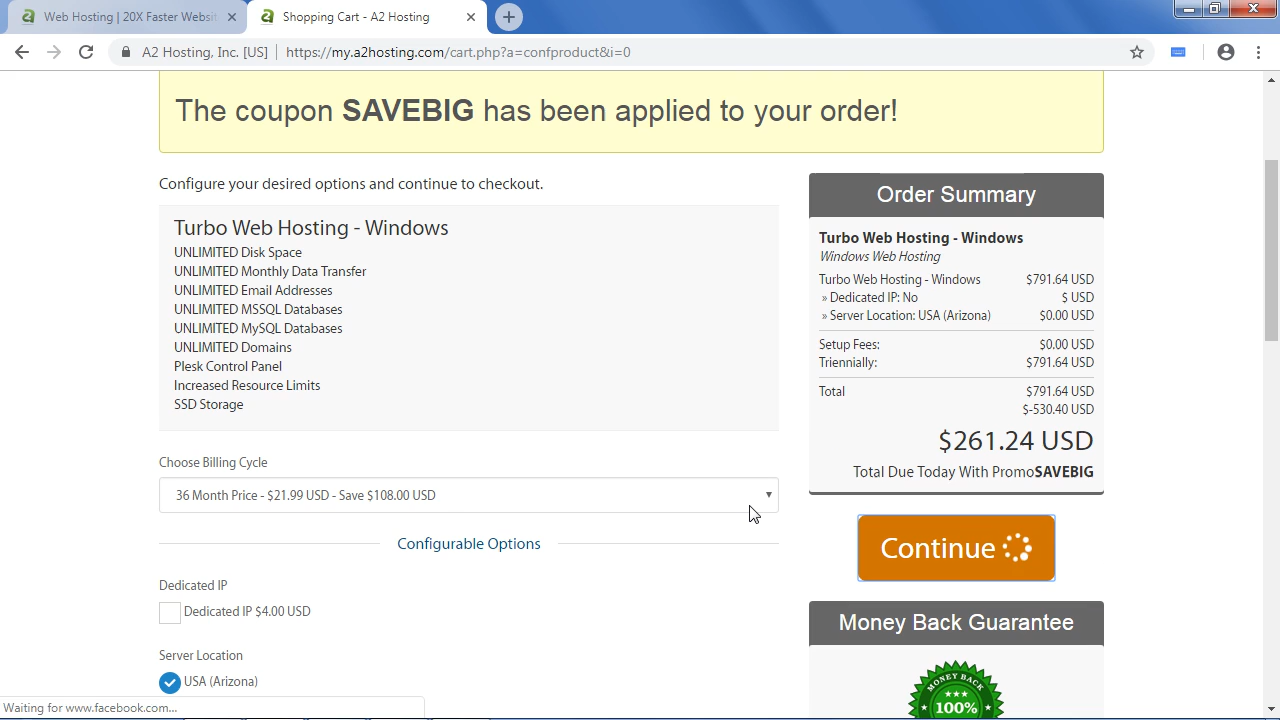 Web Hosting | 20X Faster Websit
Shopping Cart - A2 Hosting
A2 Hosting, Inc. [US]
https://my.a2hosting.com/cart.php?a=confproduct&i=0
The coupon SAVEBIG has been applied to your order!
Configure your desired options and continue to checkout.
Turbo Web Hosting - Windows
UNLIMITED Disk Space
UNLIMITED Monthly Data Transfer
UNLIMITED Email Addresses
UNLIMITED MSSQL Databases
UNLIMITED MySQL Databases
UNLIMITED Domains
Plesk Control Panel
Increased Resource Limits
SSD Storage
Choose Billing Cycle
36 Month Price - $21.99 USD - Save $108.00 USD
Configurable Options
Dedicated IP
Dedicated IP $4.00 USD
Server Location
USA (Arizona)
Order Summary
Turbo Web Hosting - Windows
Windows Web Hosting
Turbo Web Hosting - Windows $791.64 USD
» Dedicated IP: No $ USD
» Server Location: USA (Arizona) $0.00 USD
Setup Fees: $0.00 USD
Triennially: $791.64 USD
Total $791.64 USD
$-530.40 USD
$261.24 USD
Total Due Today With PromoSAVEBIG
Continue
Money Back Guarantee
MONEY BACK
100%
Waiting for www.facebook.com...